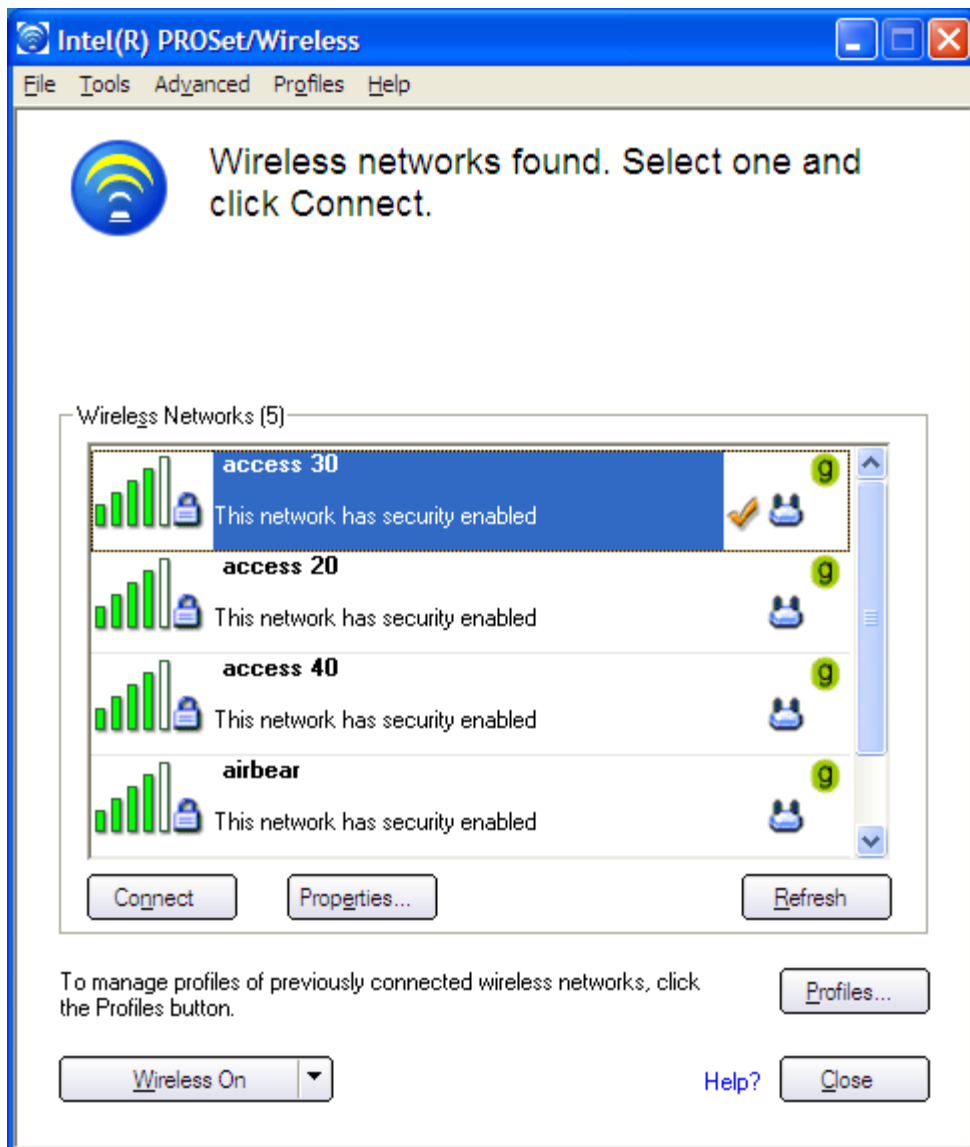 Intel(R) PROSet/Wireless
File Tools Advanced Profiles Help
Wireless networks found. Select one and
click Connect.
Wireless Networks (5)
access 30
g
This network has security enabled
access 20
g
This network has security enabled
access 40
g
This network has security enabled
airbear
g
This network has security enabled
Connect Properties... Refresh
To manage profiles of previously connected wireless networks, click
the Profiles button.
Profiles...
Wireless On Help? Close